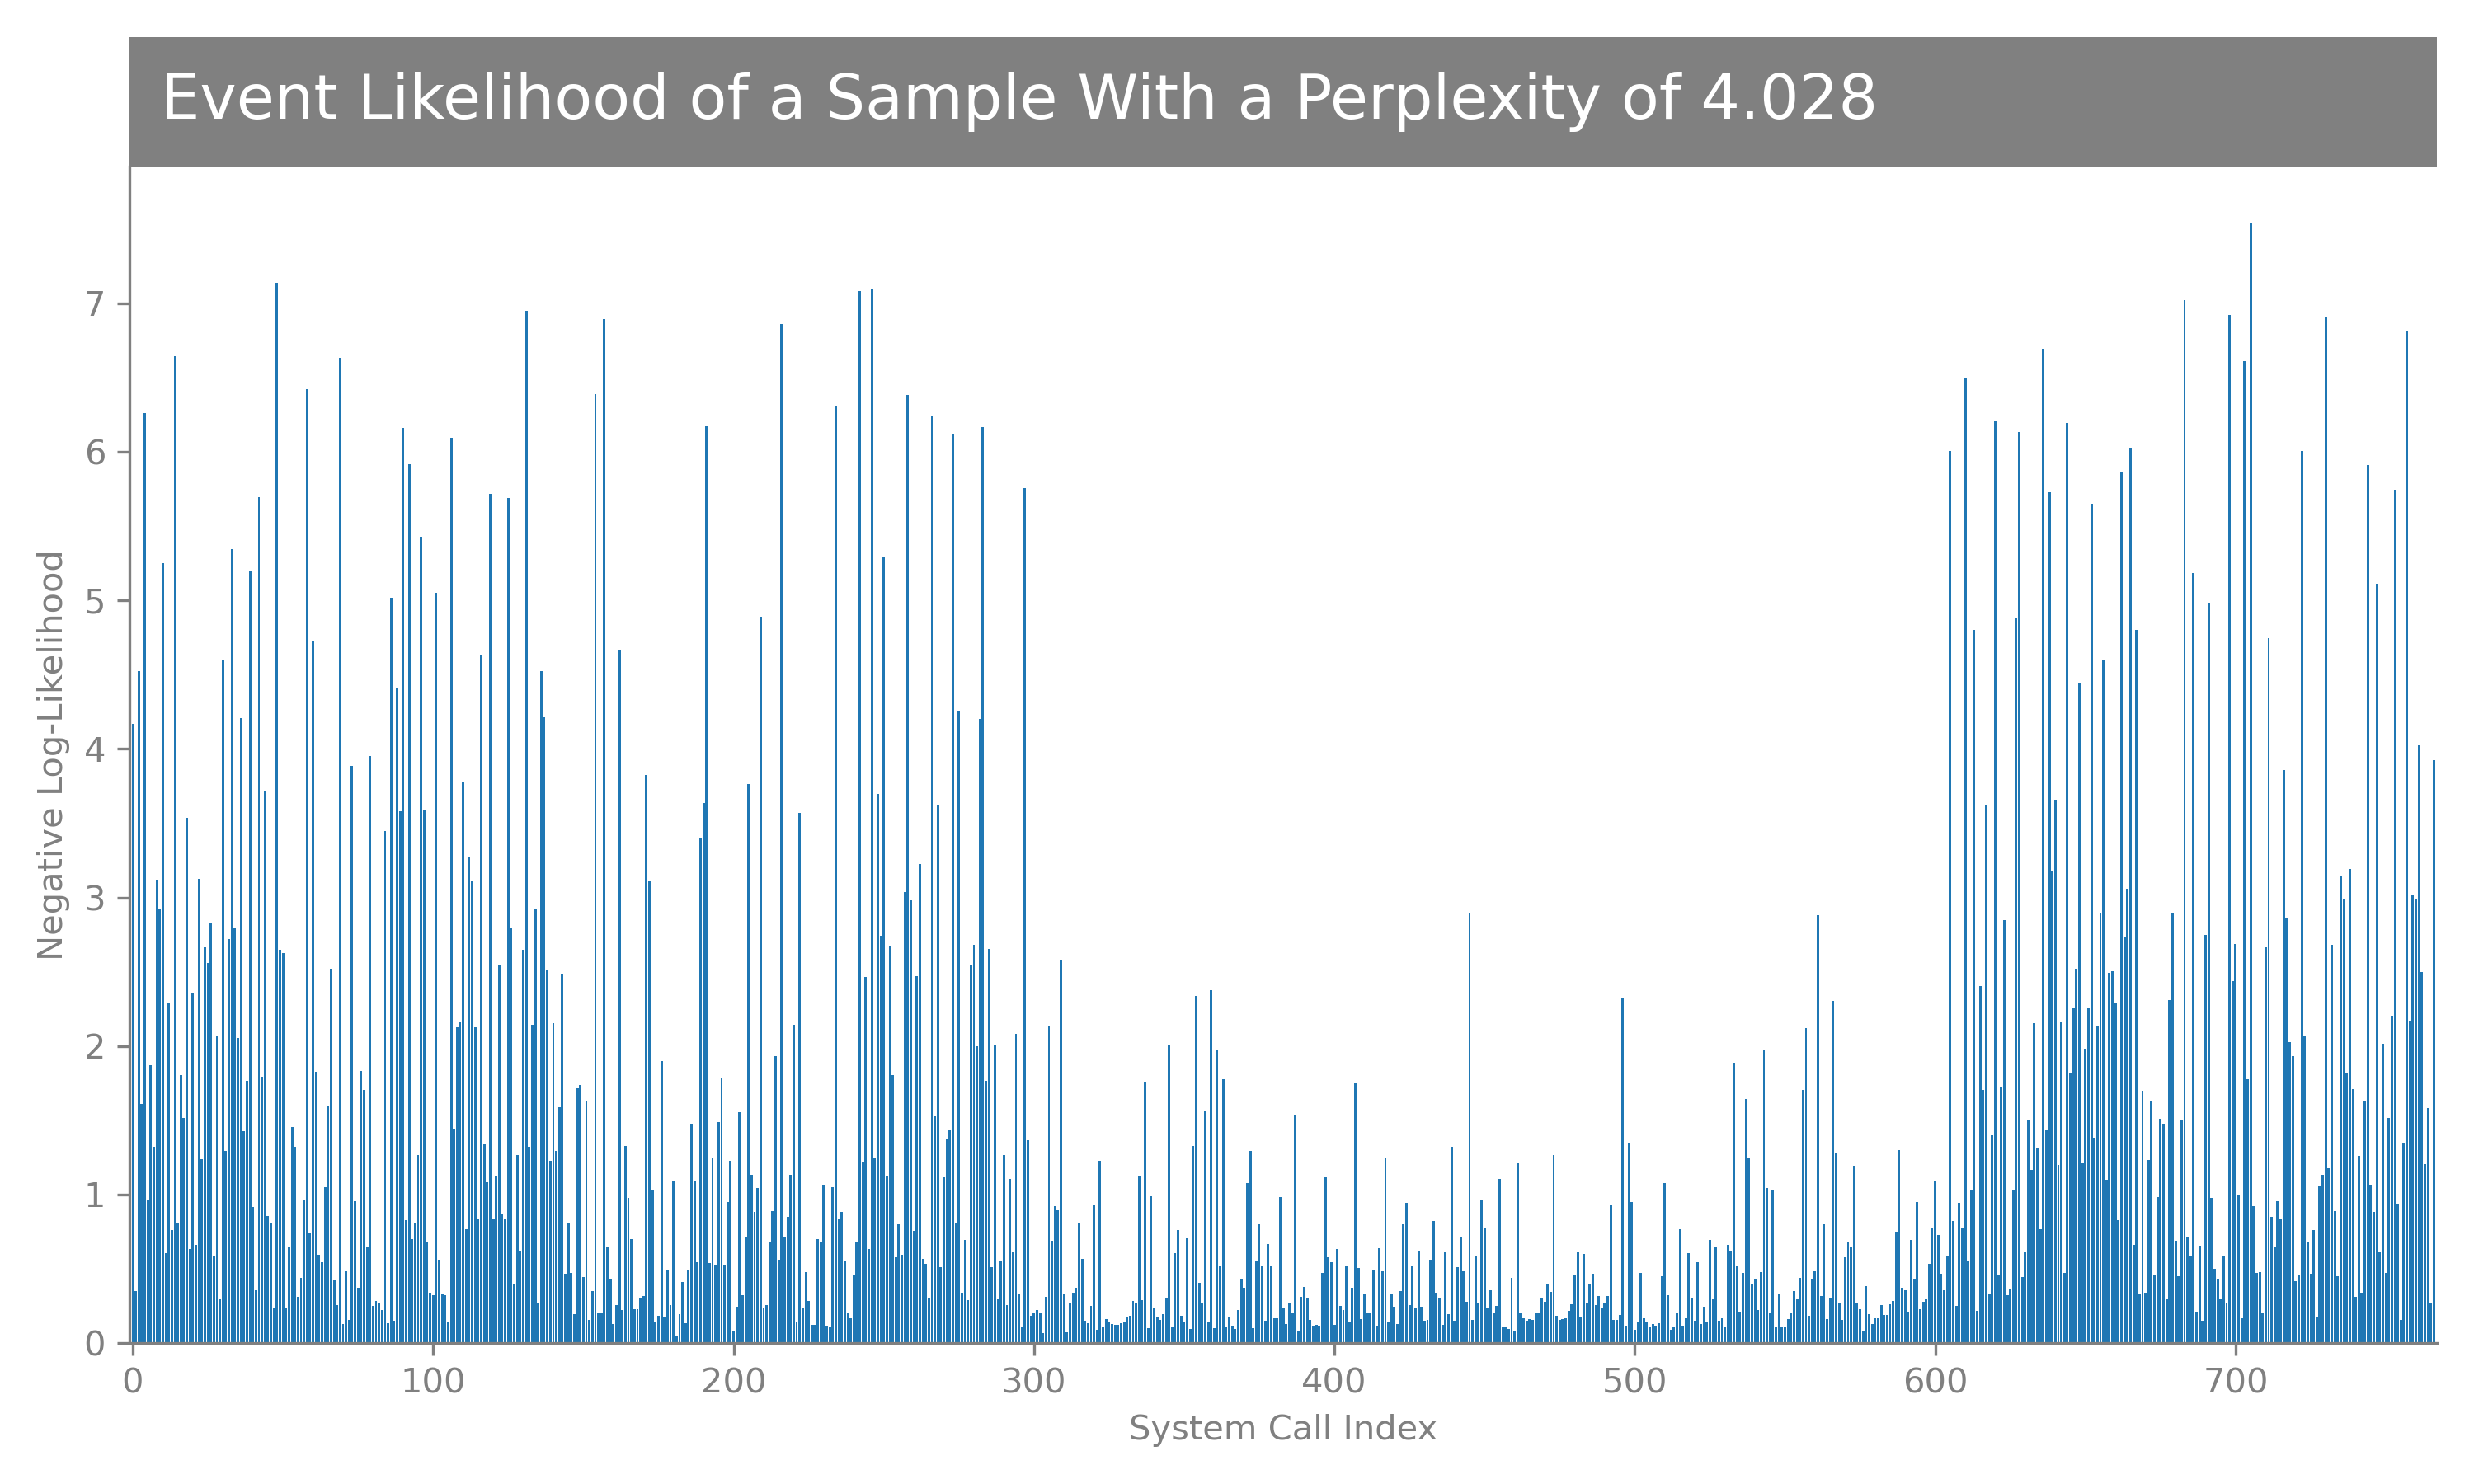 Event Likelihood of a Sample With a Perplexity of 4.028
7
6
5
4
3
2
1
0
Negative Log-Likelihood
0 100 200 300 400 500 600 700
System Call Index